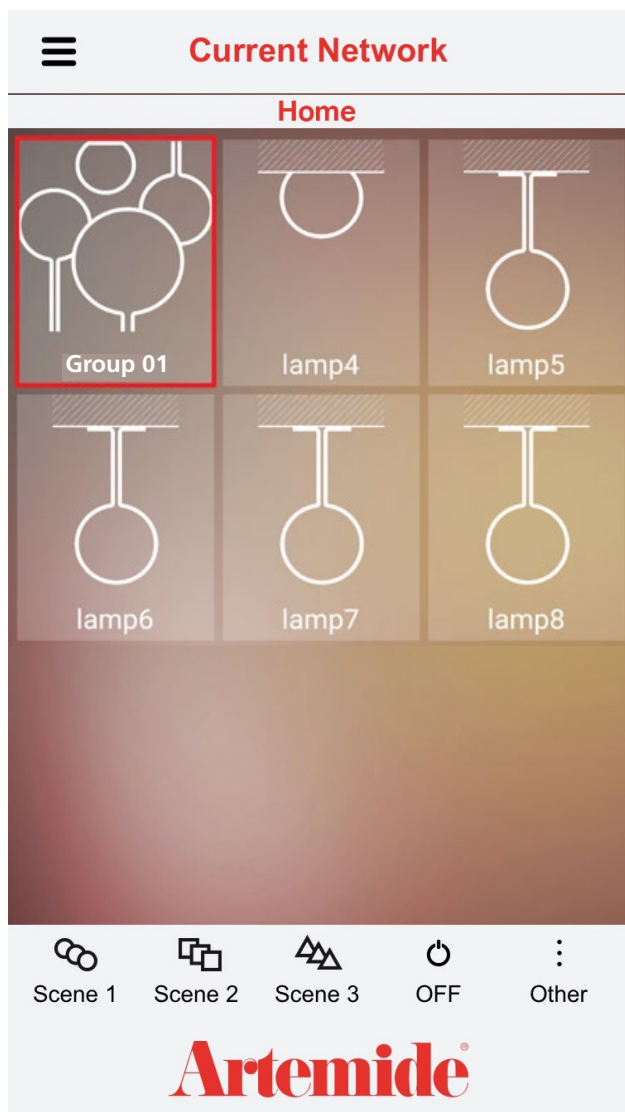 Current Network
Home
Group 01
lamp4
lamp5
lamp6
lamp7
lamp8
Scene 1
Scene 2
Scene 3
OFF
Other
Artemide®